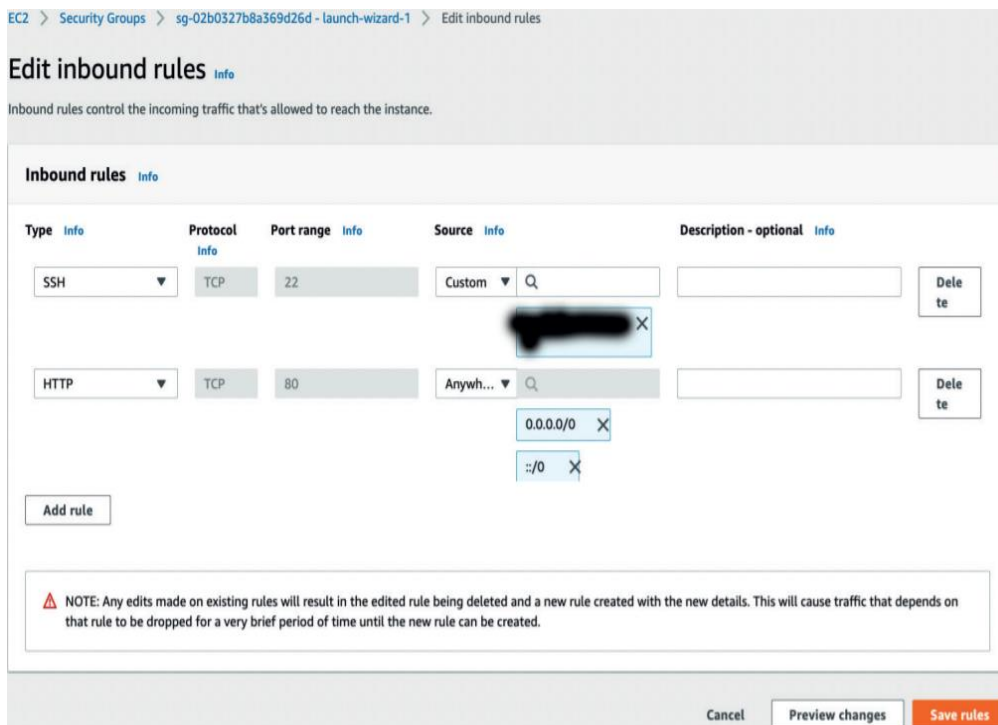 EC2 > Security Groups > sg-02b0327b8a369d26d - launch-wizard-1 > Edit inbound rules
Edit inbound rules Info
Inbound rules control the incoming traffic that's allowed to reach the instance.
Inbound rules Info
Type Info Protocol Info Port range Info Source Info Description - optional Info
SSH TCP 22 Custom Dele
te
HTTP TCP 80 Anywh... Dele
te
0.0.0.0/0
::/0
Add rule
NOTE: Any edits made on existing rules will result in the edited rule being deleted and a new rule created with the new details. This will cause traffic that depends on
that rule to be dropped for a very brief period of time until the new rule can be created.
Cancel Preview changes Save rules